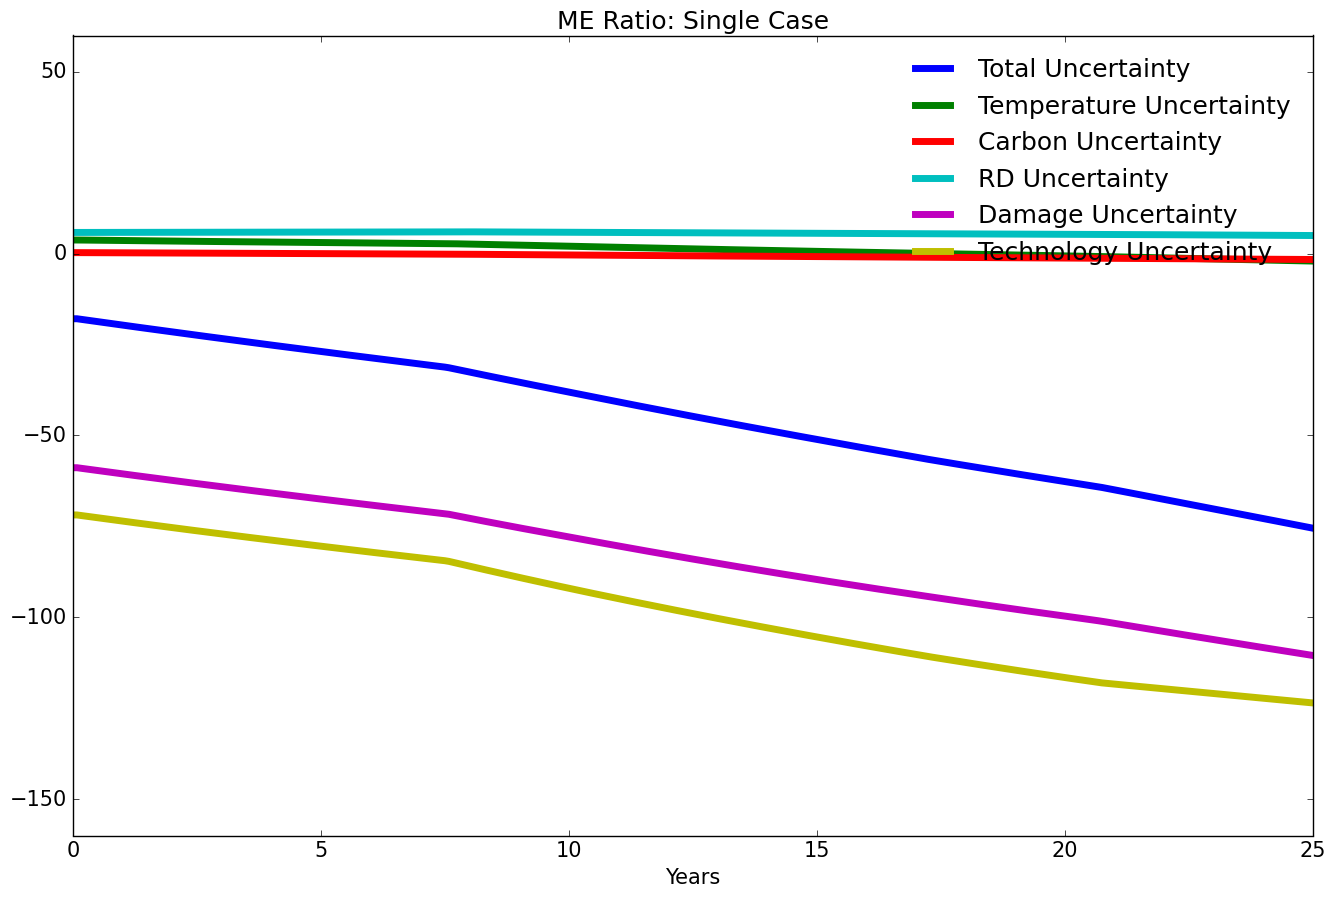 ME Ratio: Single Case
50
0
−50
−100
−150
Total Uncertainty
Temperature Uncertainty
Carbon Uncertainty
RD Uncertainty
Damage Uncertainty
Technology Uncertainty
0 5 10 15 20 25
Years